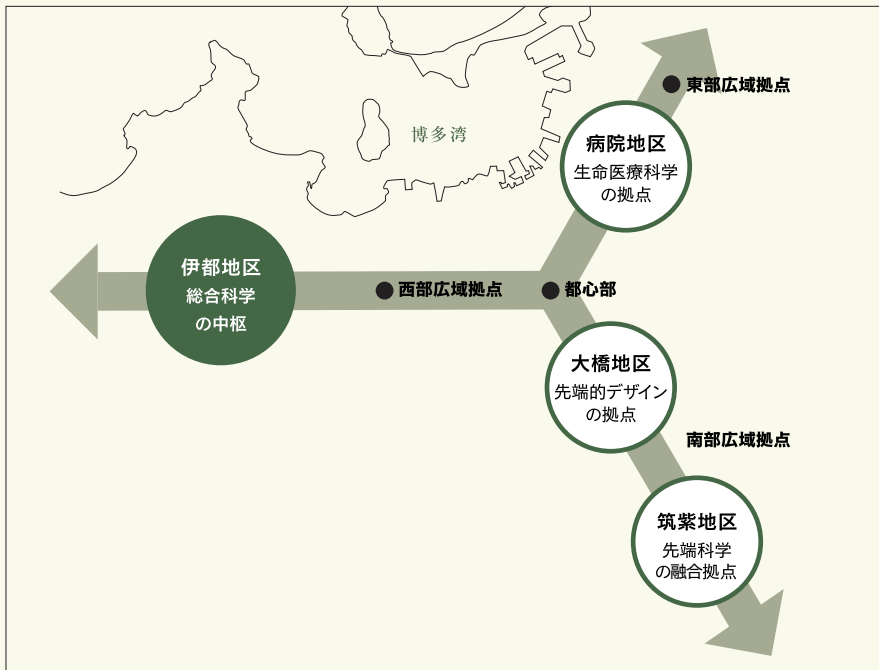 東部広域拠点
病院地区
生命医療科学
の拠点
博多湾
伊都地区
総合科学
の中枢
西部広域拠点
都心部
大橋地区
先端的デザイン
の拠点
南部広域拠点
筑紫地区
先端科学
の融合拠点